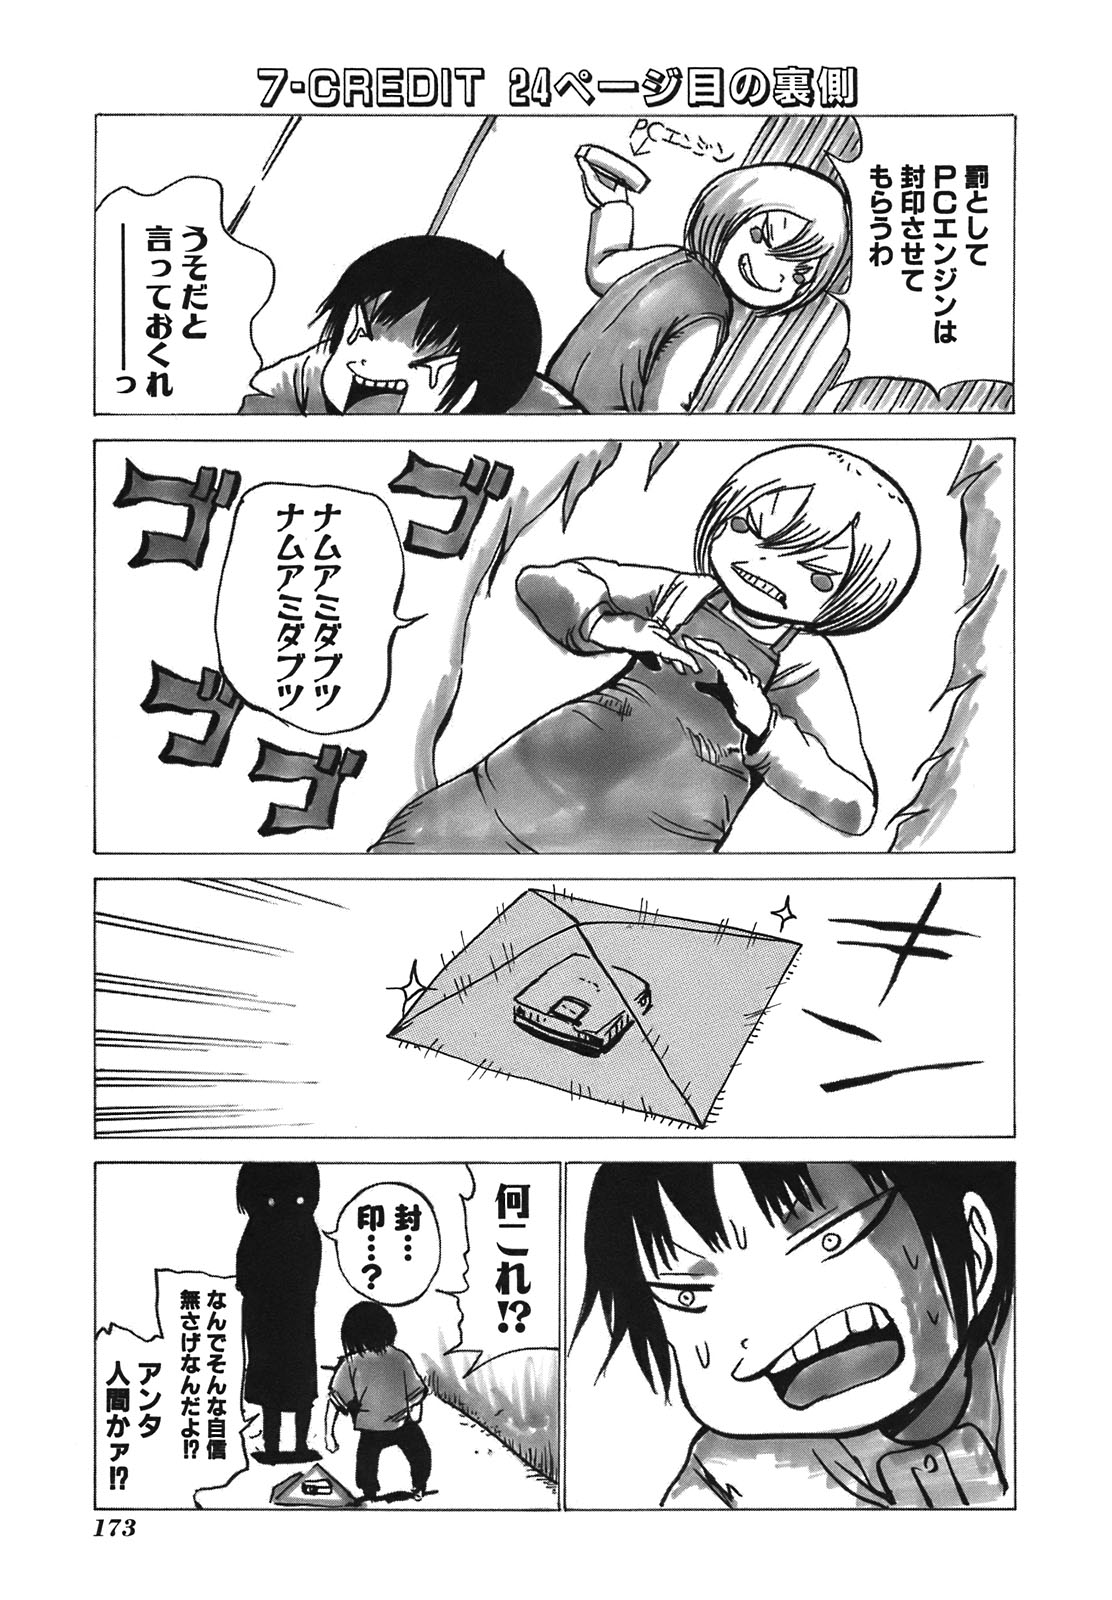 7-CREDIT 24ページ目の裏側
罰として
PCエンジンは
封印させて
もらうわ
PCエンジン
うそだと
言っておくれ
――――っ
ゴ
ナムアミダブツ
ナムアミダブツ
ゴ
ゴ
ゴ
キーン
何これ!?
封…
印…?
なんでそんな自信
無さげなんだよ!?
アンタ
人間かァ!?
173